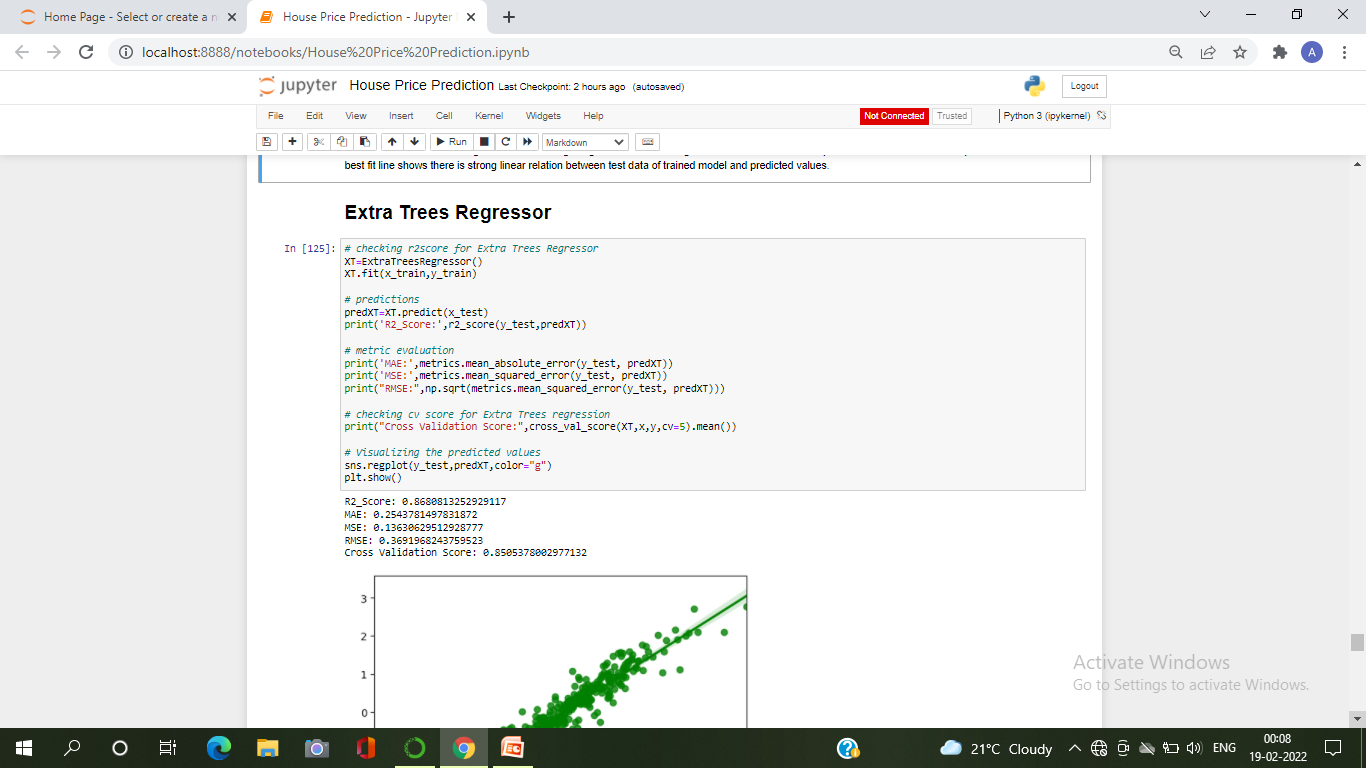 Home Page - Select or create a n
House Price Prediction - Jupyter
localhost:8888/notebooks/House%20Price%20Prediction.ipynb
A
jupyter House Price Prediction Last Checkpoint: 2 hours ago (autosaved)
Logout
File Edit View Insert Cell Kernel Widgets Help
Not Connected Trusted Python 3 (ipykernel)
Run Markdown
best fit line shows there is strong linear relation between test data of trained model and predicted values.
Extra Trees Regressor
In [125]: # checking r2score for Extra Trees Regressor
XT=ExtraTreesRegressor()
XT.fit(x_train,y_train)
# predictions
predXT=XT.predict(x_test)
print('R2_Score:',r2_score(y_test,predXT))
# metric evaluation
print('MAE:',metrics.mean_absolute_error(y_test, predXT))
print('MSE:',metrics.mean_squared_error(y_test, predXT))
print("RMSE:",np.sqrt(metrics.mean_squared_error(y_test, predXT)))
# checking cv score for Extra Trees regression
print("Cross Validation Score:",cross_val_score(XT,x,y,cv=5).mean())
# Visualizing the predicted values
sns.regplot(y_test,predXT,color="g")
plt.show()
R2_Score: 0.8680813252929117
MAE: 0.2543781497831872
MSE: 0.13630629512928777
RMSE: 0.3691968243759523
Cross Validation Score: 0.8505378002977132
3
2
1
0
Activate Windows
Go to Settings to activate Windows.
21°C Cloudy
ENG
00:08
19-02-2022